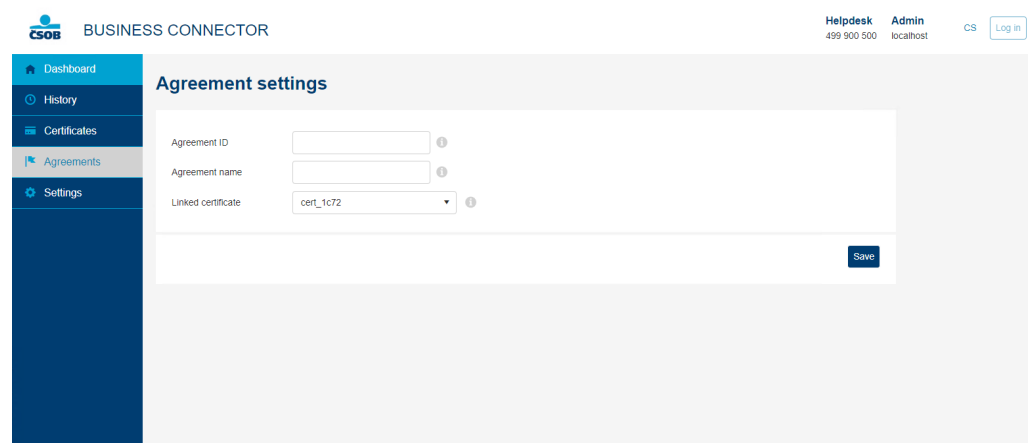 ČSOB
BUSINESS CONNECTOR
Helpdesk
499 900 500
Admin
localhost
CS
Log in
Dashboard
History
Certificates
Agreements
Settings
Agreement settings
Agreement ID
Agreement name
Linked certificate
cert_1c72
Save